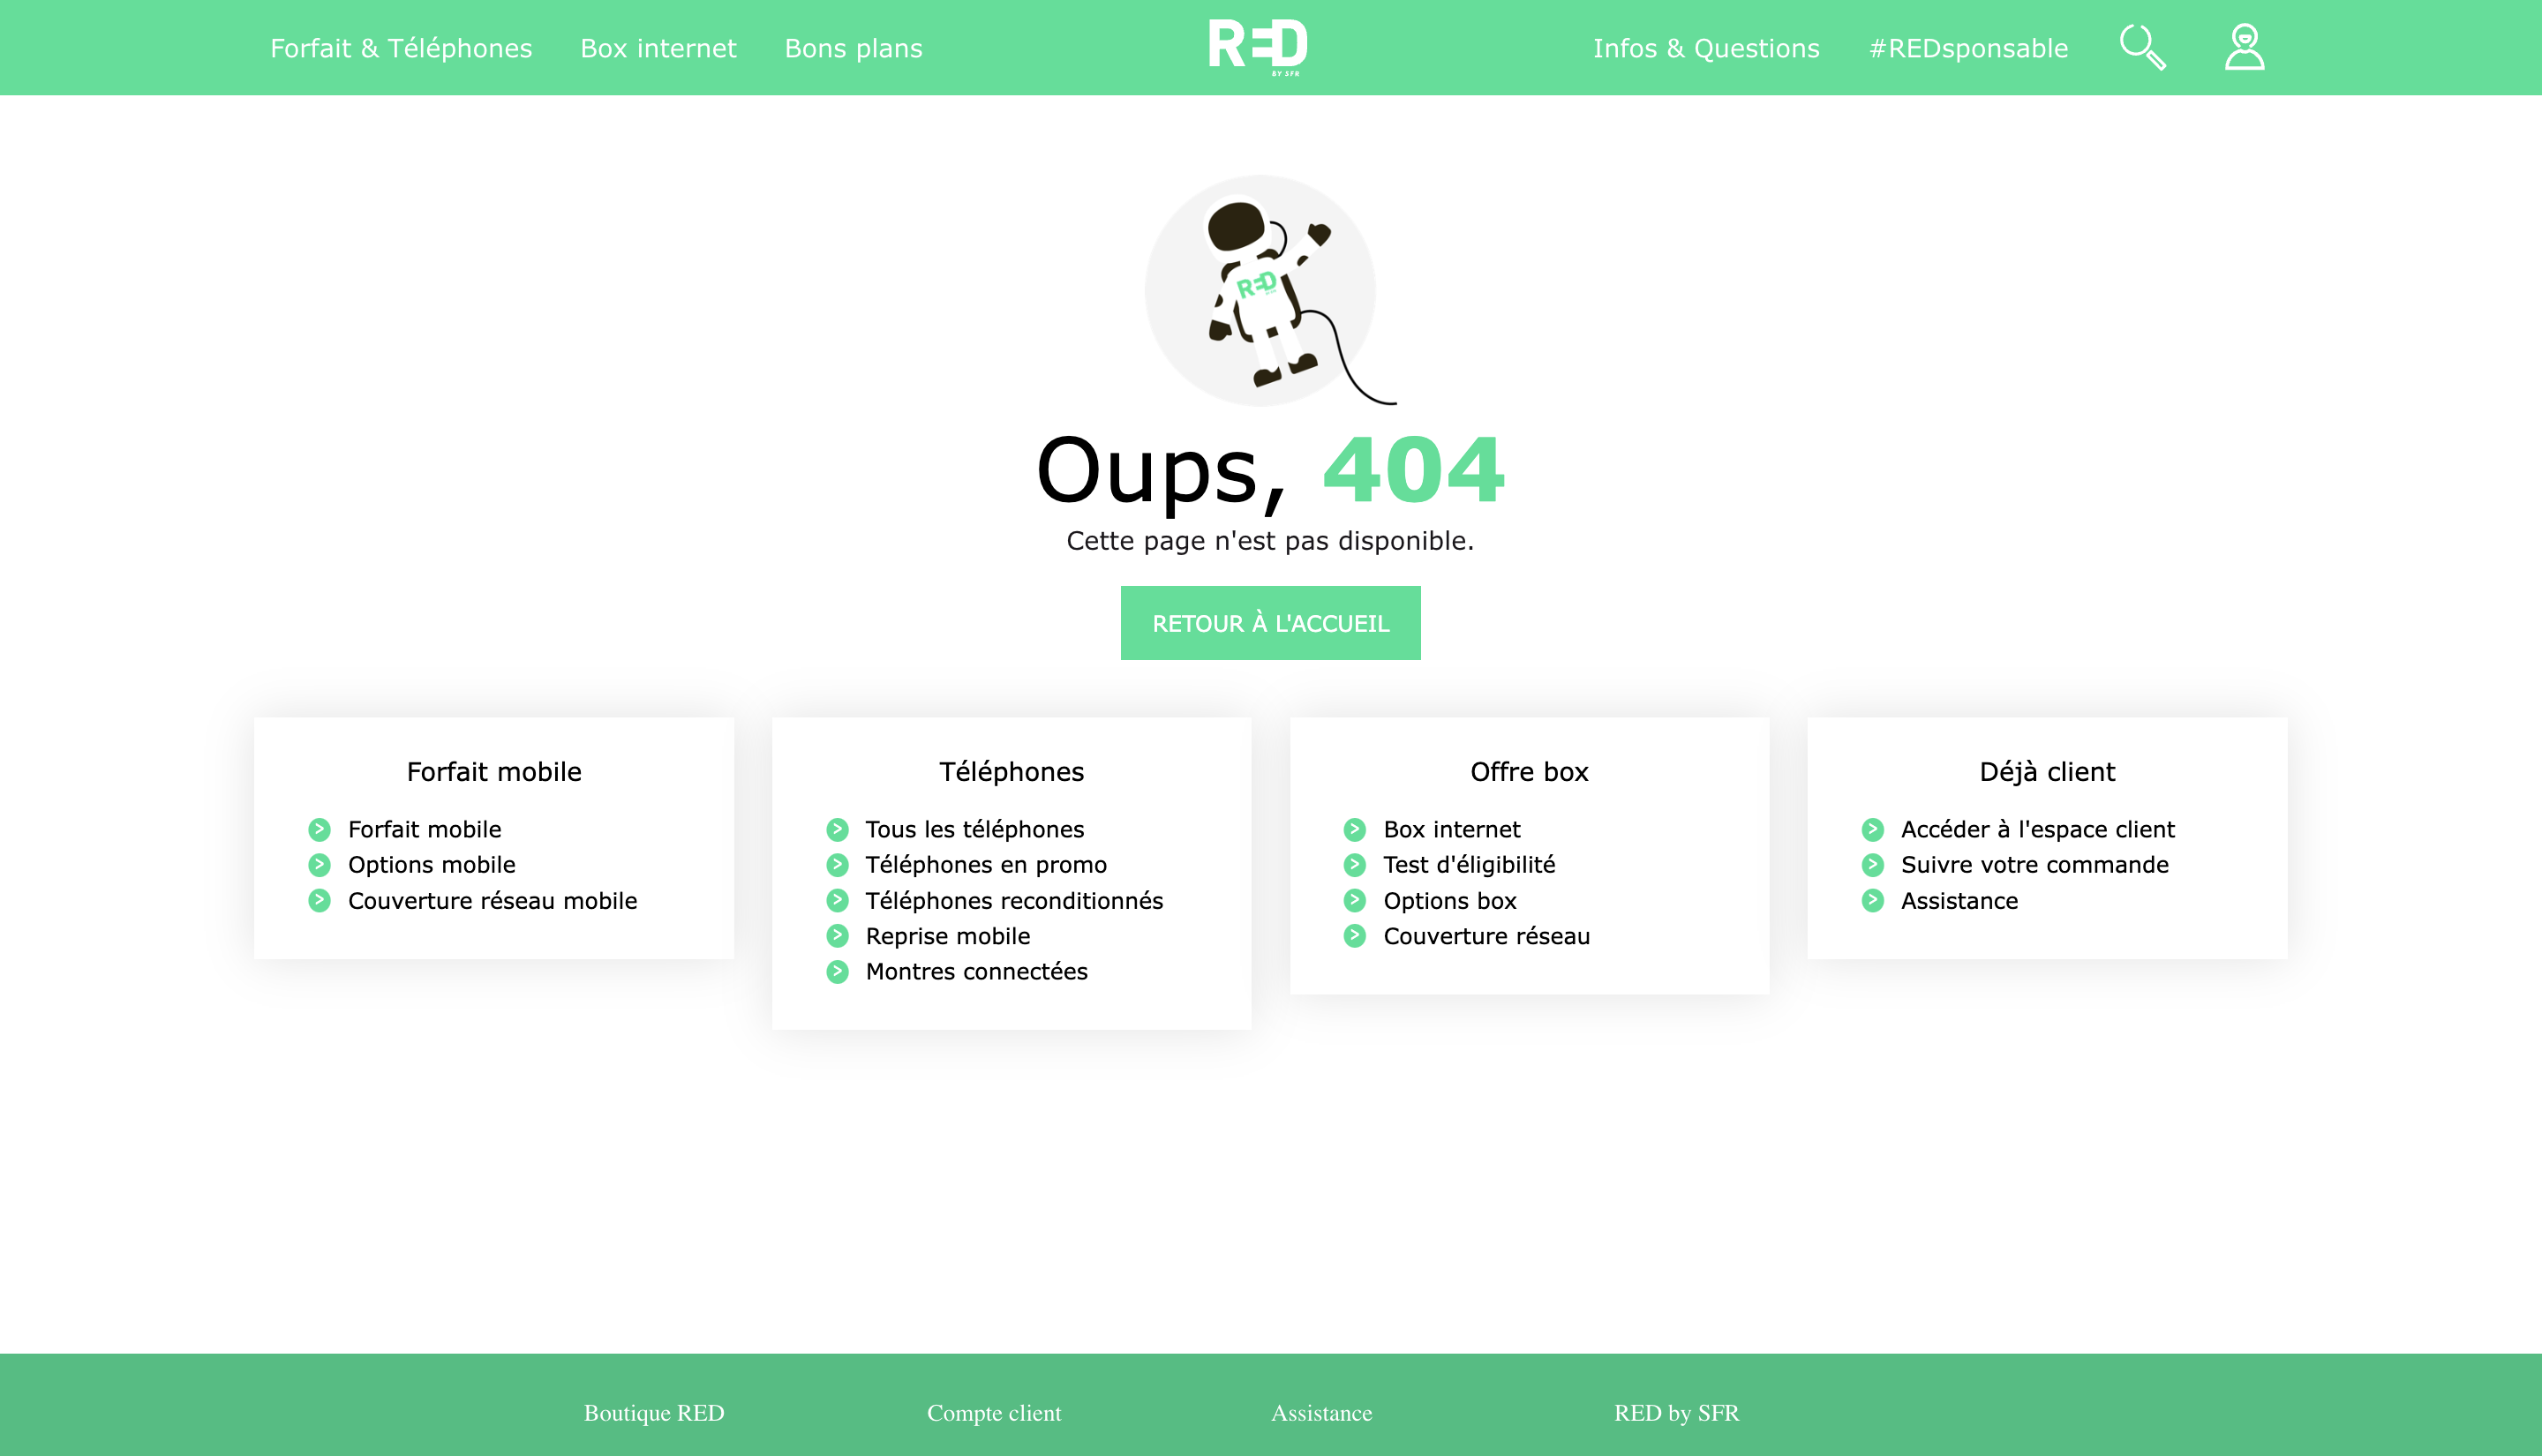 Forfait & Téléphones Box internet Bons plans RED Infos & Questions #REDsponsable
BY SFR
RED
Oups, 404
Cette page n'est pas disponible.
RETOUR À L'ACCUEIL
Forfait mobile
Forfait mobile
Options mobile
Couverture réseau mobile
Téléphones
Tous les téléphones
Téléphones en promo
Téléphones reconditionnés
Reprise mobile
Montres connectées
Offre box
Box internet
Test d'éligibilité
Options box
Couverture réseau
Déjà client
Accéder à l'espace client
Suivre votre commande
Assistance
Boutique RED Compte client Assistance RED by SFR